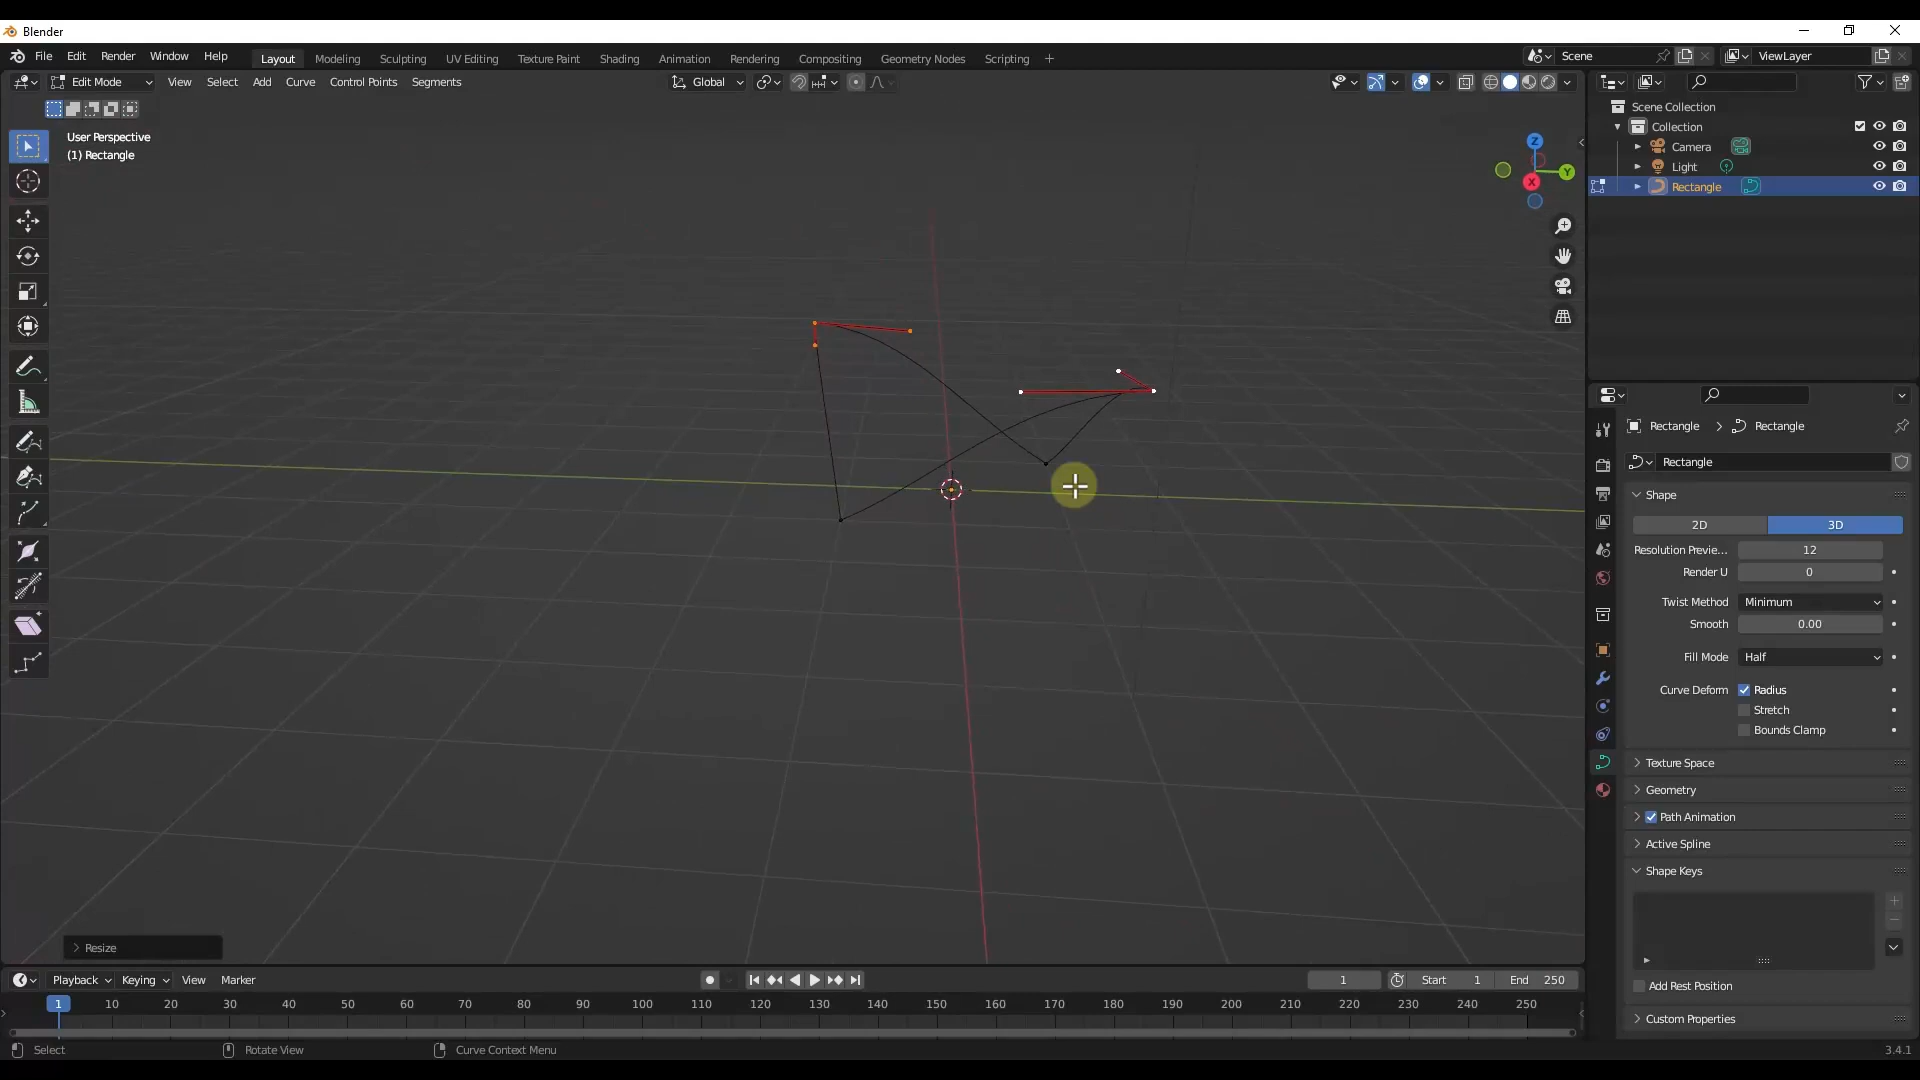 Blender
File Edit Render Window Help Layout Modeling Sculpting UV Editing Texture Paint Shading Animation Rendering Compositing Geometry Nodes Scripting + Scene ViewLayer
Edit Mode View Select Add Curve Control Points Segments Global
User Perspective
(1) Rectangle
Z
Y
X
Scene Collection
Collection
Camera
Light
Rectangle
Rectangle > Rectangle
Rectangle
Shape
2D 3D
Resolution Previe... 12
Render U 0
Twist Method Minimum
Smooth 0.00
Fill Mode Half
Curve Deform Radius
Stretch
Bounds Clamp
Texture Space
Geometry
Path Animation
Active Spline
Shape Keys
Add Rest Position
Custom Properties
Resize
Playback Keying View Marker 1 Start 1 End 250
1 10 20 30 40 50 60 70 80 90 100 110 120 130 140 150 160 170 180 190 200 210 220 230 240 250
Select Rotate View Curve Context Menu 3.4.1